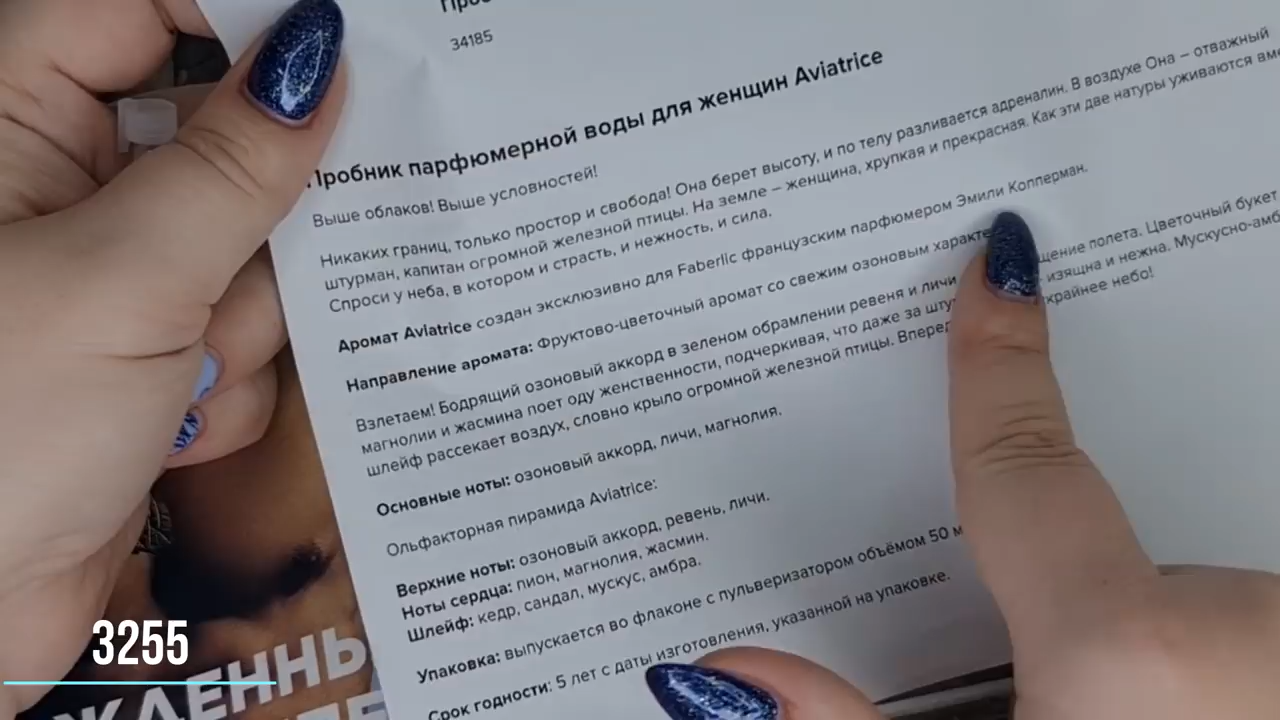 34185
Пробник парфюмерной воды для женщин Aviatrice
Выше облаков! Выше условностей!
Никаких границ, только простор и свобода! Она берет высоту, и по телу разливается адреналин. В воздухе Она – отважный
штурман, капитан огромной железной птицы. На земле – женщина, хрупкая и прекрасная. Как эти две натуры уживаются
Спроси у неба, в котором и страсть, и нежность, и сила.
Аромат Aviatrice создан эксклюзивно для Faberlic французским парфюмером Эмили Копперман.
Направление аромата: Фруктово-цветочный аромат со свежим озоновым
Взлетаем! Бодрящий озоновый аккорд в зеленом обрамлении ревеня и личи полета. Цветочный букет
магнолии и жасмина поет оду женственности, подчеркивая, что даже за изящна и нежна.
шлейф рассекает воздух, словно крыло огромной железной птицы. небо!
Основные ноты: озоновый аккорд, личи, магнолия.
Ольфакторная пирамида Aviatrice:
Верхние ноты: озоновый аккорд, ревень, личи.
Ноты сердца: пион, магнолия, жасмин.
Шлейф: кедр, сандал, мускус, амбра.
Упаковка: выпускается во флаконе с пульверизатором объёмом 50
Срок годности: 5 лет с даты изготовления, указанной на упаковке.
3255